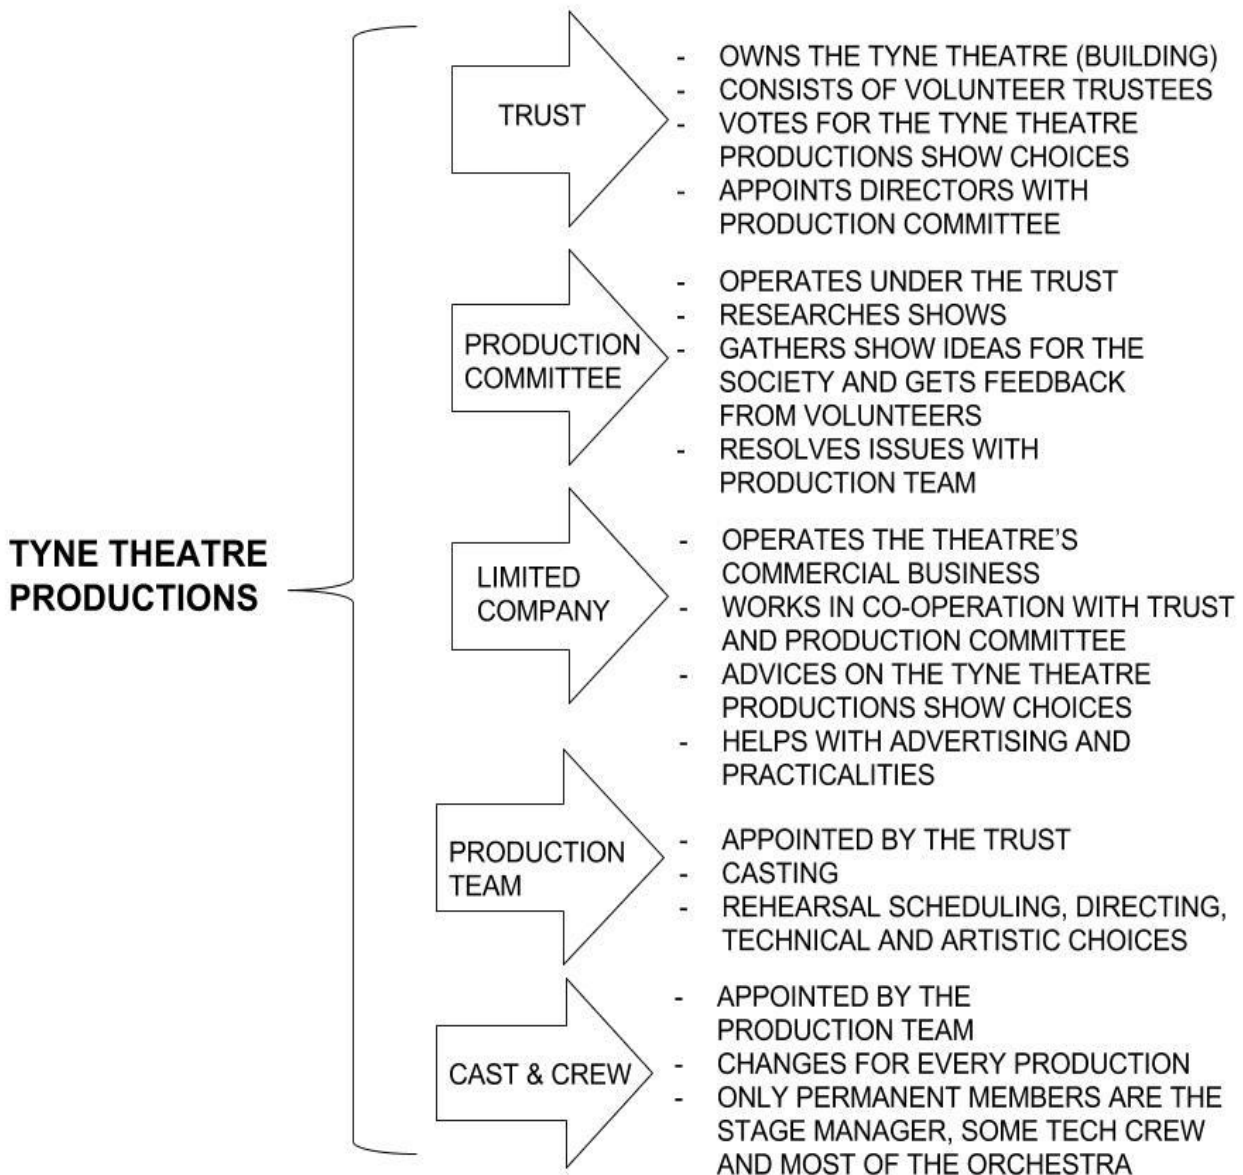 TYNE THEATRE
PRODUCTIONS
TRUST
- OWNS THE TYNE THEATRE (BUILDING)
- CONSISTS OF VOLUNTEER TRUSTEES
- VOTES FOR THE TYNE THEATRE
PRODUCTIONS SHOW CHOICES
- APPOINTS DIRECTORS WITH
PRODUCTION COMMITTEE
PRODUCTION
COMMITTEE
- OPERATES UNDER THE TRUST
- RESEARCHES SHOWS
- GATHERS SHOW IDEAS FOR THE
SOCIETY AND GETS FEEDBACK
FROM VOLUNTEERS
- RESOLVES ISSUES WITH
PRODUCTION TEAM
LIMITED
COMPANY
- OPERATES THE THEATRE’S
COMMERCIAL BUSINESS
- WORKS IN CO-OPERATION WITH TRUST
AND PRODUCTION COMMITTEE
- ADVICES ON THE TYNE THEATRE
PRODUCTIONS SHOW CHOICES
- HELPS WITH ADVERTISING AND
PRACTICALITIES
PRODUCTION
TEAM
- APPOINTED BY THE TRUST
- CASTING
- REHEARSAL SCHEDULING, DIRECTING,
TECHNICAL AND ARTISTIC CHOICES
CAST & CREW
- APPOINTED BY THE
PRODUCTION TEAM
- CHANGES FOR EVERY PRODUCTION
- ONLY PERMANENT MEMBERS ARE THE
STAGE MANAGER, SOME TECH CREW
AND MOST OF THE ORCHESTRA